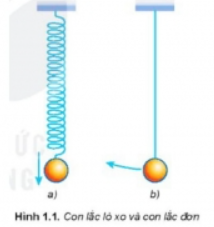 a)
b)
Hình 1.1. Con lắc lò xo và con lắc đơn